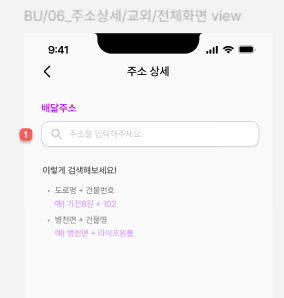 BU/06_주소상세/교외/전체화면 view
9:41
주소 상세
배달주소
1
주소를 입력해주세요.
이렇게 검색해보세요!
• 도로명 + 건물번호
예) 가전8길 + 102
• 병천면 + 건물명
예) 병천면 + 라이프원룸